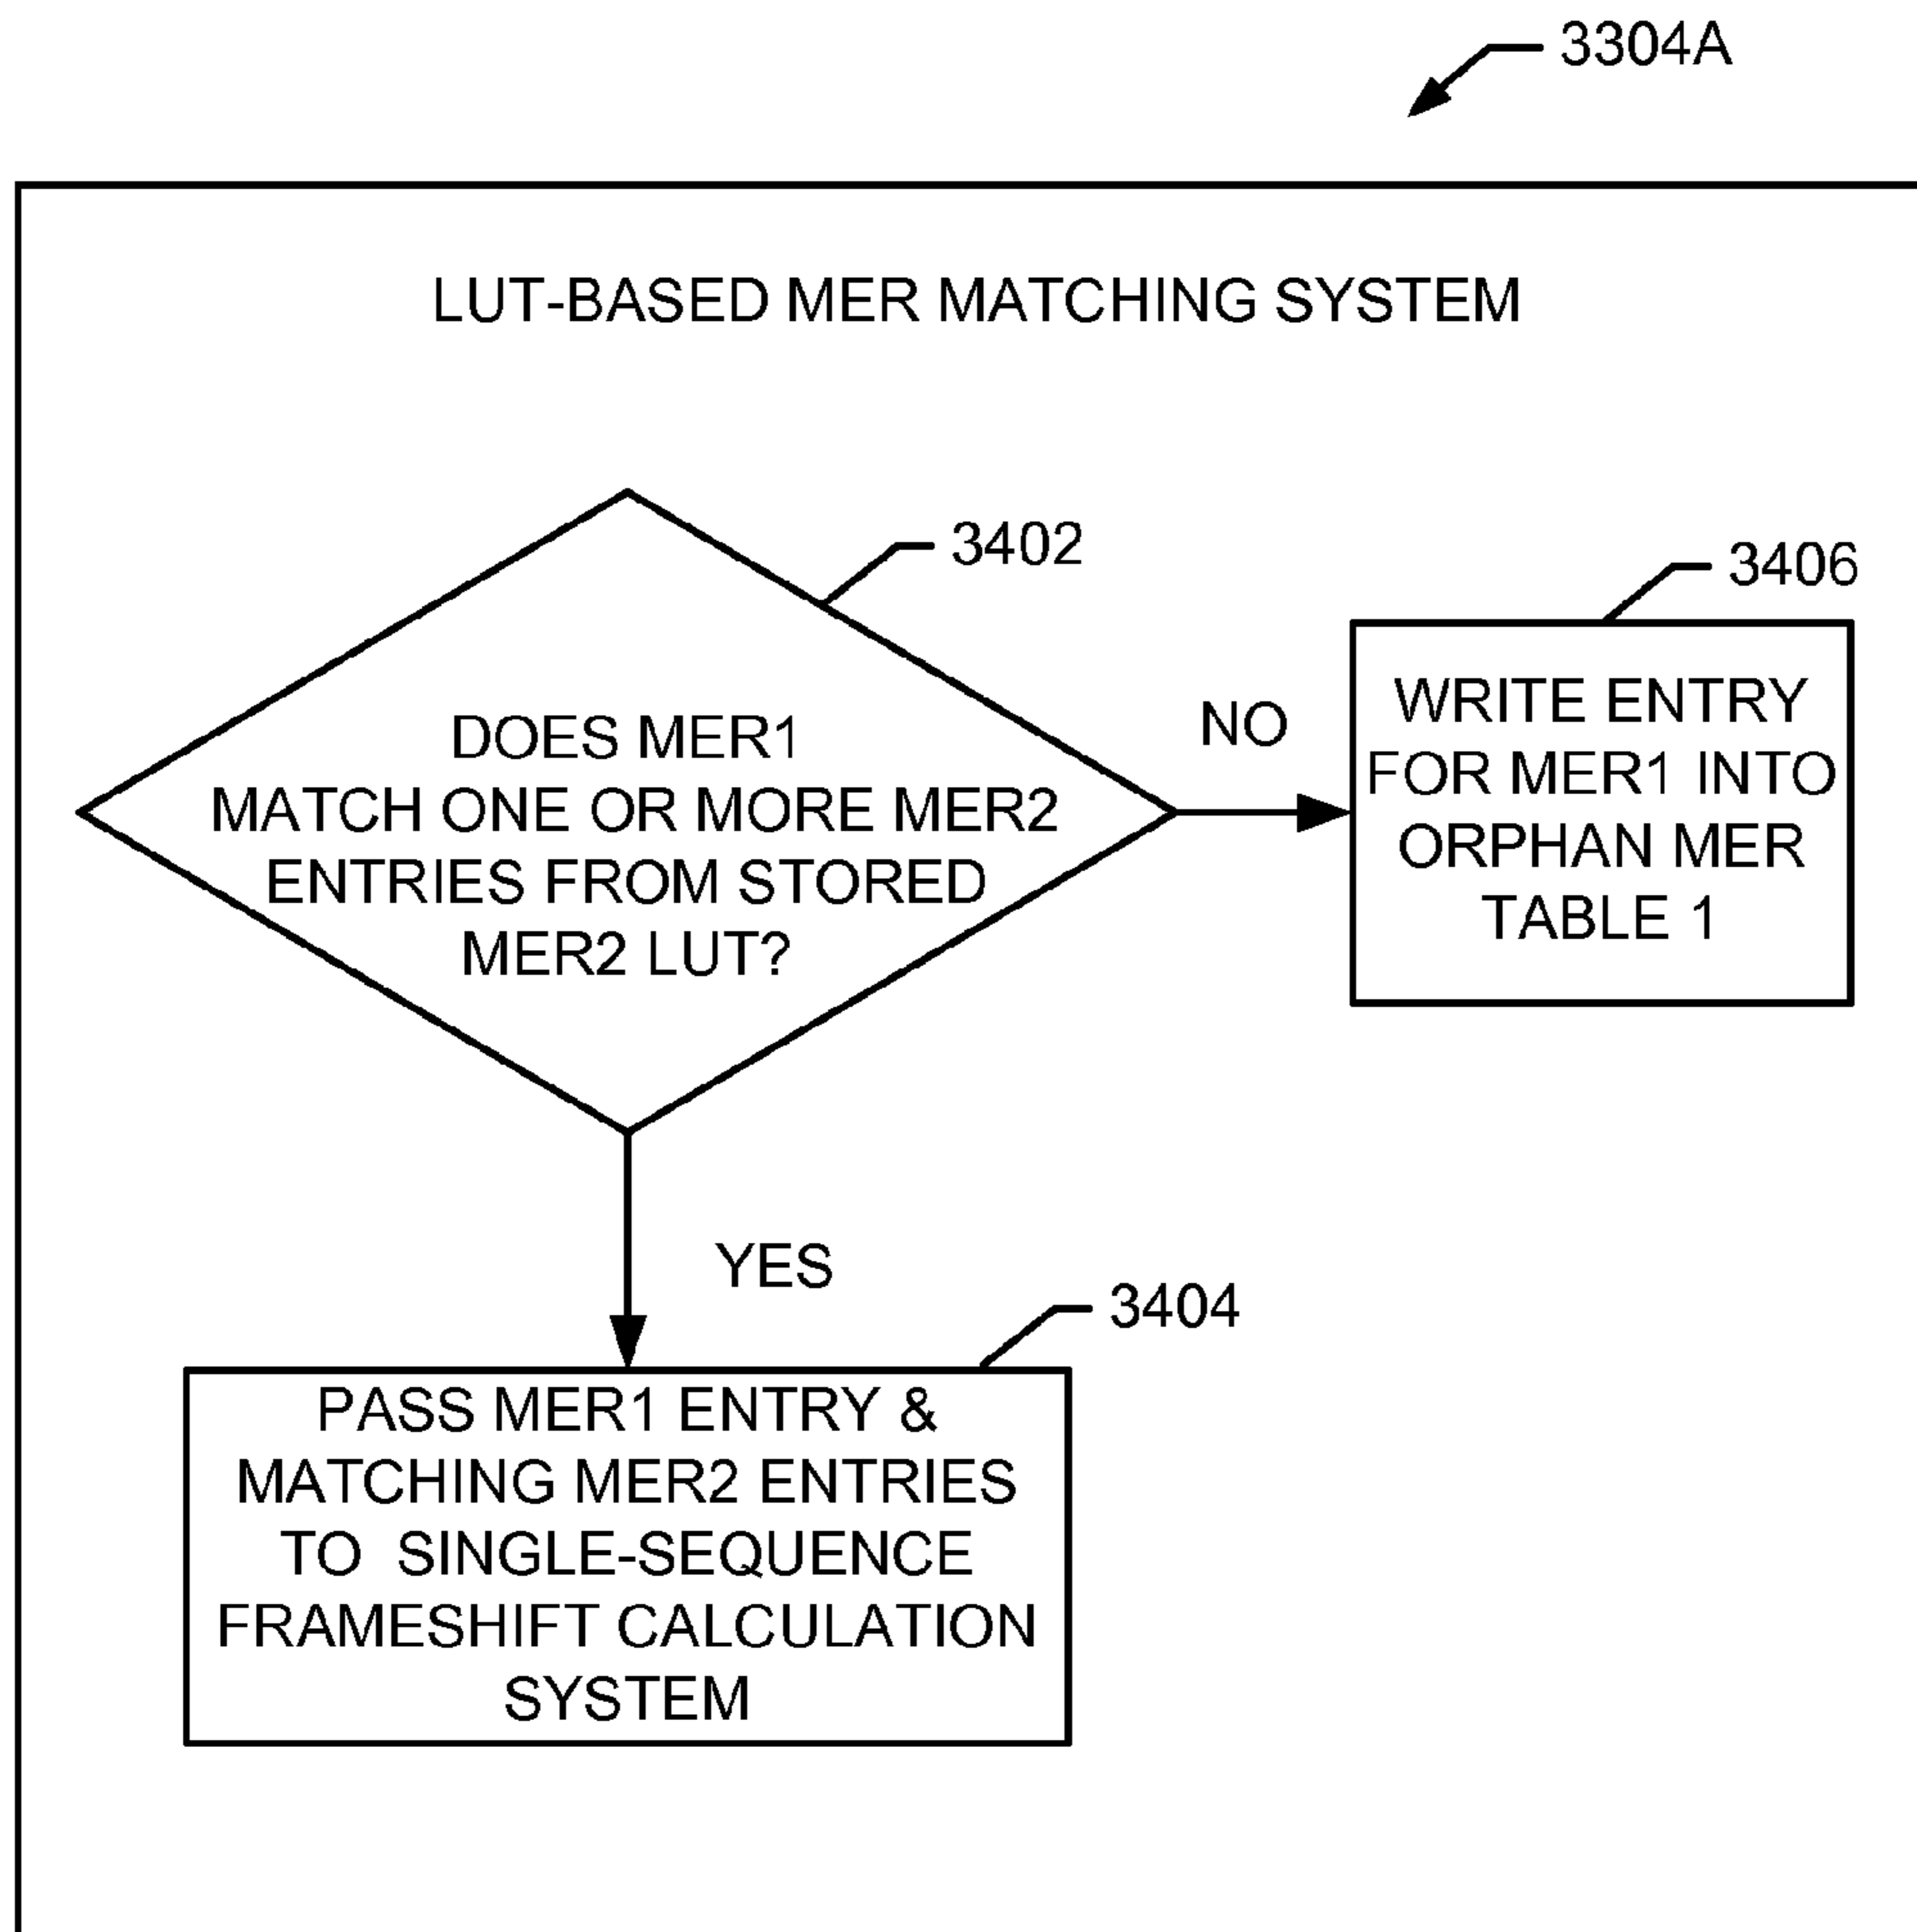 3304A
LUT-BASED MER MATCHING SYSTEM
3402
3406
DOES MER1
MATCH ONE OR MORE MER2
ENTRIES FROM STORED
MER2 LUT?
NO
WRITE ENTRY
FOR MER1 INTO
ORPHAN MER
TABLE 1
YES
3404
PASS MER1 ENTRY &
MATCHING MER2 ENTRIES
TO SINGLE-SEQUENCE
FRAMESHIFT CALCULATION
SYSTEM